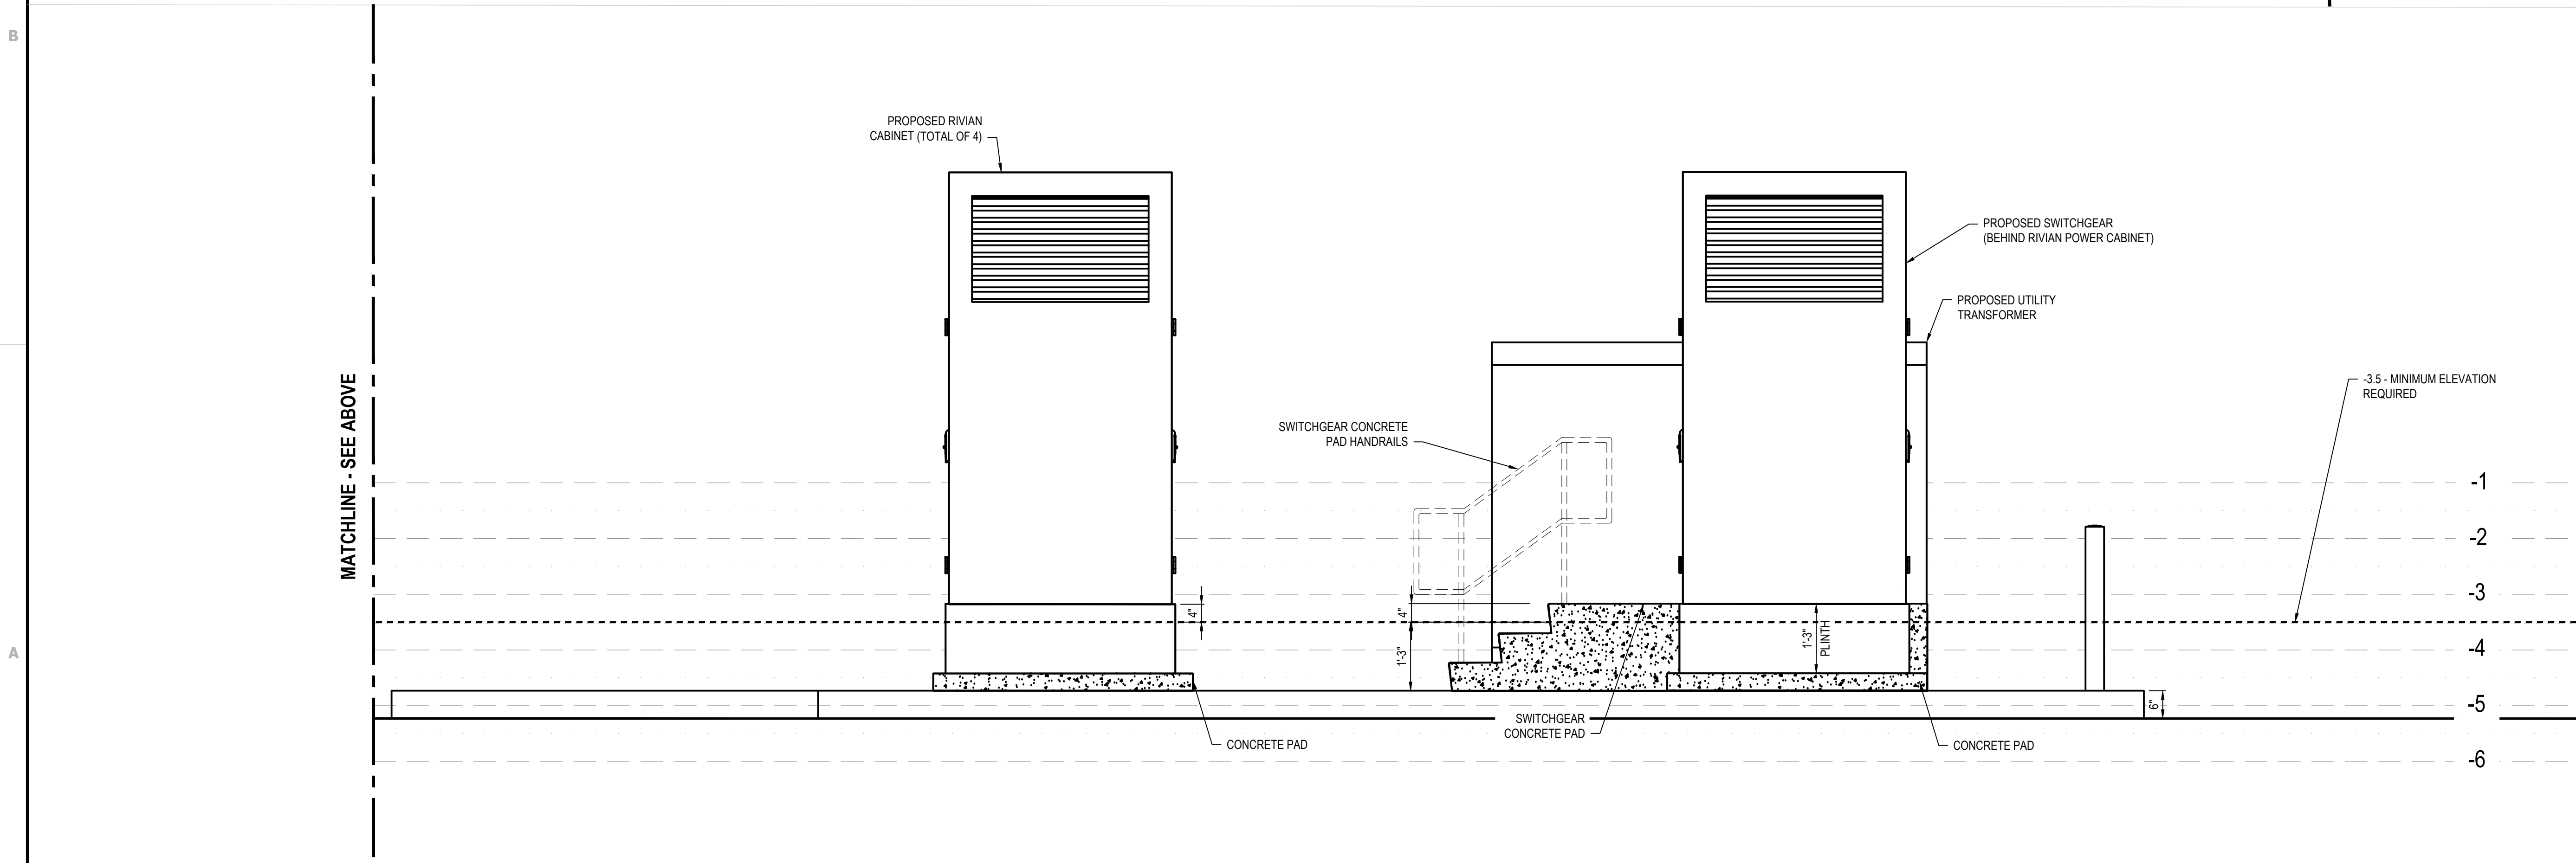 B
PROPOSED RIVIAN
CABINET (TOTAL OF 4)
PROPOSED SWITCHGEAR
(BEHIND RIVIAN POWER CABINET)
PROPOSED UTILITY
TRANSFORMER
-3.5 - MINIMUM ELEVATION
REQUIRED
MATCHLINE - SEE ABOVE
SWITCHGEAR CONCRETE
PAD HANDRAILS
-1
-2
-3
4"
4"
1'-3"
1'-3"
PLINTH
A
-4
-5
6"
SWITCHGEAR
CONCRETE PAD
CONCRETE PAD
CONCRETE PAD
-6